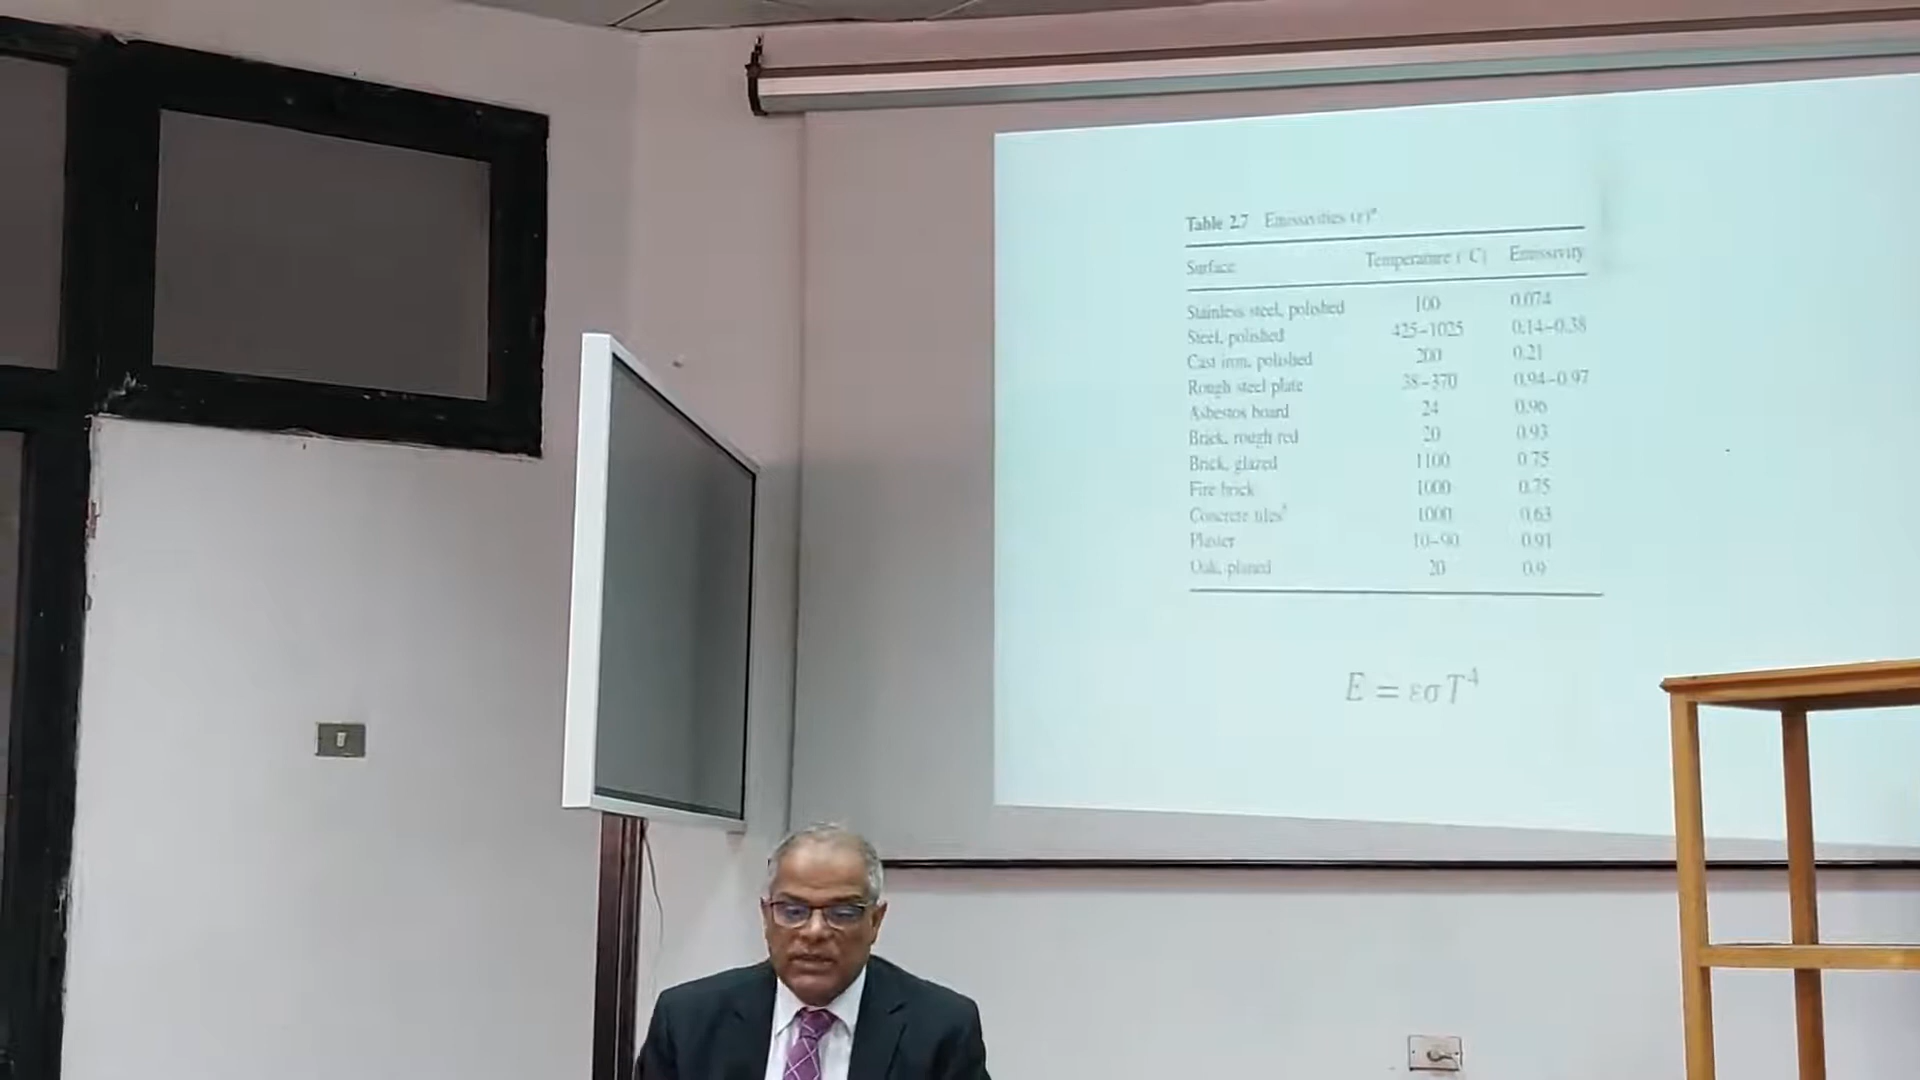 Table 2.7 Emissivities (ε)ᵃ
Surface Temperature (°C) Emissivity
Stainless steel, polished 100 0.074
Steel, polished 425–1025 0.14–0.38
Cast iron, polished 200 0.21
Rough steel plate 38–370 0.94–0.97
Asbestos board 24 0.96
Brick, rough red 20 0.93
Brick, glazed 1100 0.75
Fire brick 1000 0.75
Concrete tiles 1000 0.63
Plaster 10–90 0.91
Oak, planed 20 0.9
E = εσT⁴